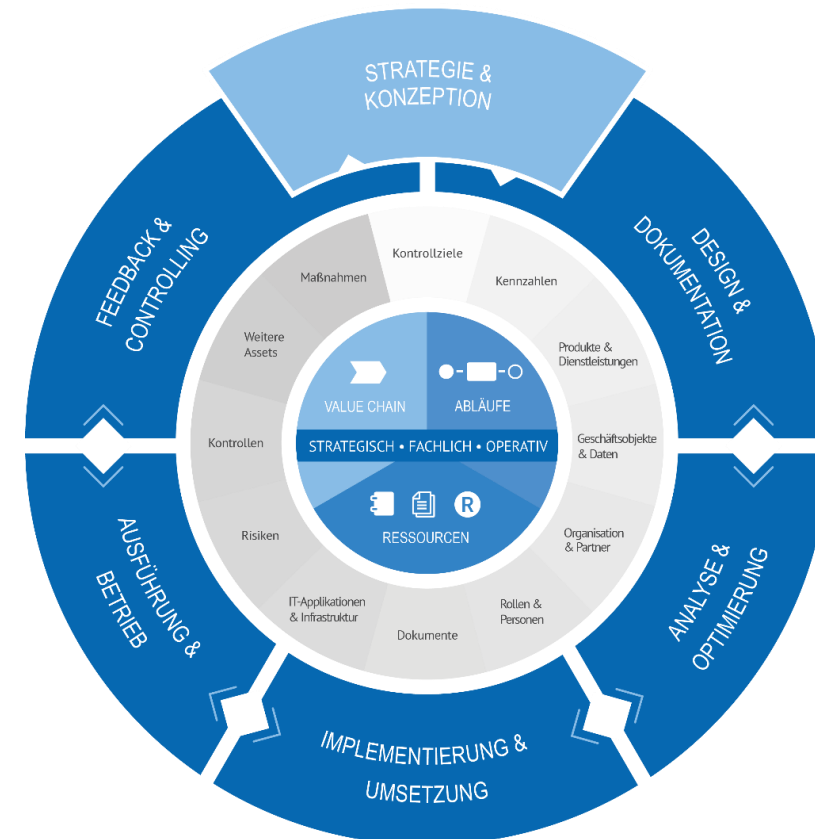 STRATEGIE &
KONZEPTION
DESIGN &
DOKUMENTATION
ANALYSE &
OPTIMIERUNG
IMPLEMENTIERUNG &
UMSETZUNG
AUSFÜHRUNG &
BETRIEB
FEEDBACK &
CONTROLLING
Kontrollziele
Kennzahlen
Produkte &
Dienstleistungen
Geschäftsobjekte
& Daten
Organisation
& Partner
Rollen &
Personen
Dokumente
IT-Applikationen
& Infrastruktur
Risiken
Kontrollen
Weitere
Assets
Maßnahmen
VALUE CHAIN
ABLÄUFE
STRATEGISCH • FACHLICH • OPERATIV
R
RESSOURCEN